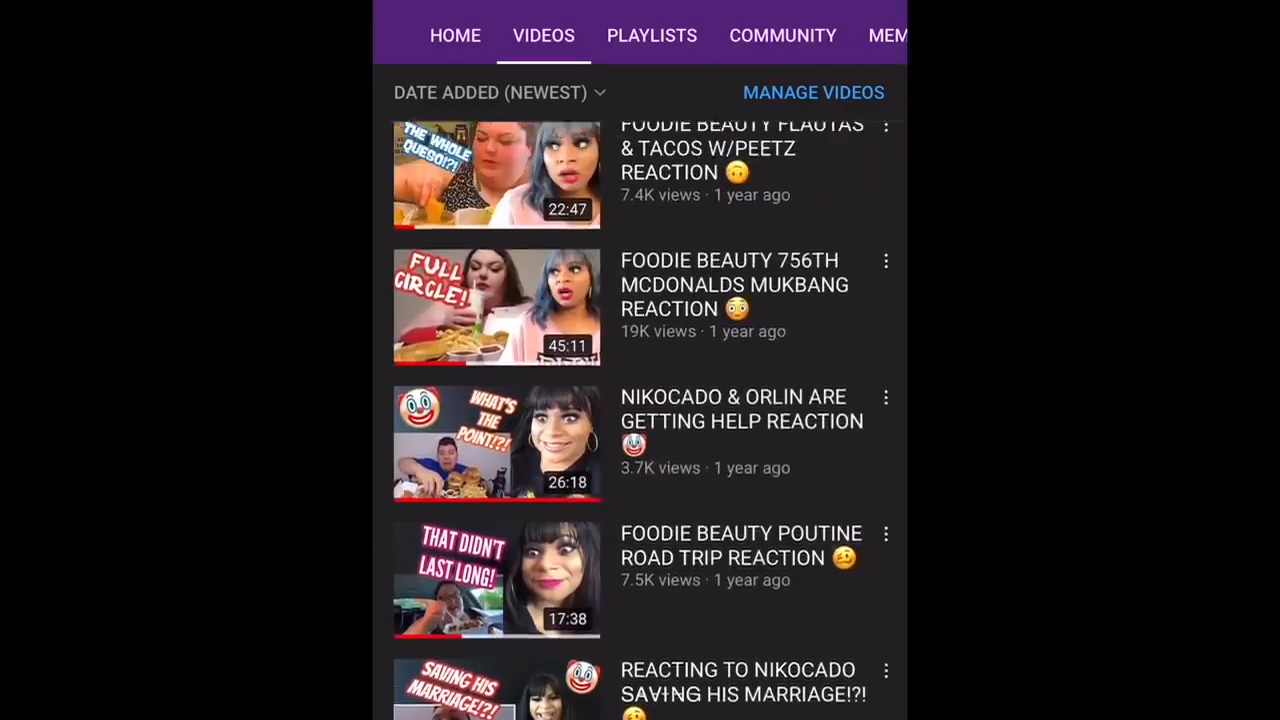 HOME VIDEOS PLAYLISTS COMMUNITY MEM
DATE ADDED (NEWEST) MANAGE VIDEOS
THE WHOLE
QUESO!?!
22:47
FOODIE BEAUTY FLAUTAS
& TACOS W/PEETZ
REACTION 🙃
7.4K views · 1 year ago
FULL
CIRCLE!
45:11
FOODIE BEAUTY 756TH
MCDONALDS MUKBANG
REACTION 😳
19K views · 1 year ago
WHAT'S
THE
POINT!?!
26:18
NIKOCADO & ORLIN ARE
GETTING HELP REACTION
🤡
3.7K views · 1 year ago
THAT DIDN'T
LAST LONG!
17:38
FOODIE BEAUTY POUTINE
ROAD TRIP REACTION 🥴
7.5K views · 1 year ago
SAVING HIS
MARRIAGE!?!
REACTING TO NIKOCADO
SAVING HIS MARRIAGE!?!